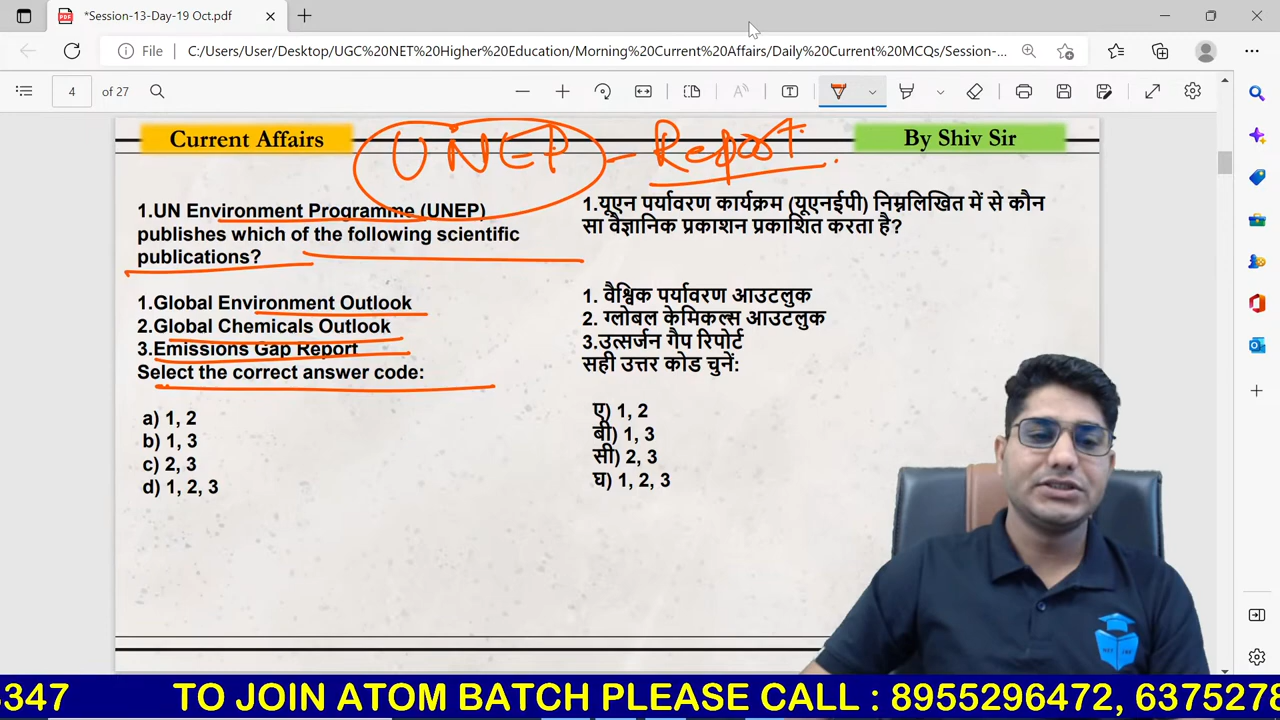 *Session-13-Day-19 Oct.pdf
File
C:/Users/User/Desktop/UGC%20NET%20Higher%20Education/Morning%20Current%20Affairs/Daily%20Current%20MCQs/Session-...
4 of 27
Current Affairs
UNEP - Report.
By Shiv Sir
1.UN Environment Programme (UNEP)
publishes which of the following scientific
publications?
1.Global Environment Outlook
2.Global Chemicals Outlook
3.Emissions Gap Report
Select the correct answer code:
a) 1, 2
b) 1, 3
c) 2, 3
d) 1, 2, 3
1.यूएन पर्यावरण कार्यक्रम (यूएनईपी) निम्नलिखित में से कौन
सा वैज्ञानिक प्रकाशन प्रकाशित करता है?
1. वैश्विक पर्यावरण आउटलुक
2. ग्लोबल केमिकल्स आउटलुक
3.उत्सर्जन गैप रिपोर्ट
सही उत्तर कोड चुनें:
ए) 1, 2
बी) 1, 3
सी) 2, 3
घ) 1, 2, 3
347 TO JOIN ATOM BATCH PLEASE CALL : 8955296472, 6375278